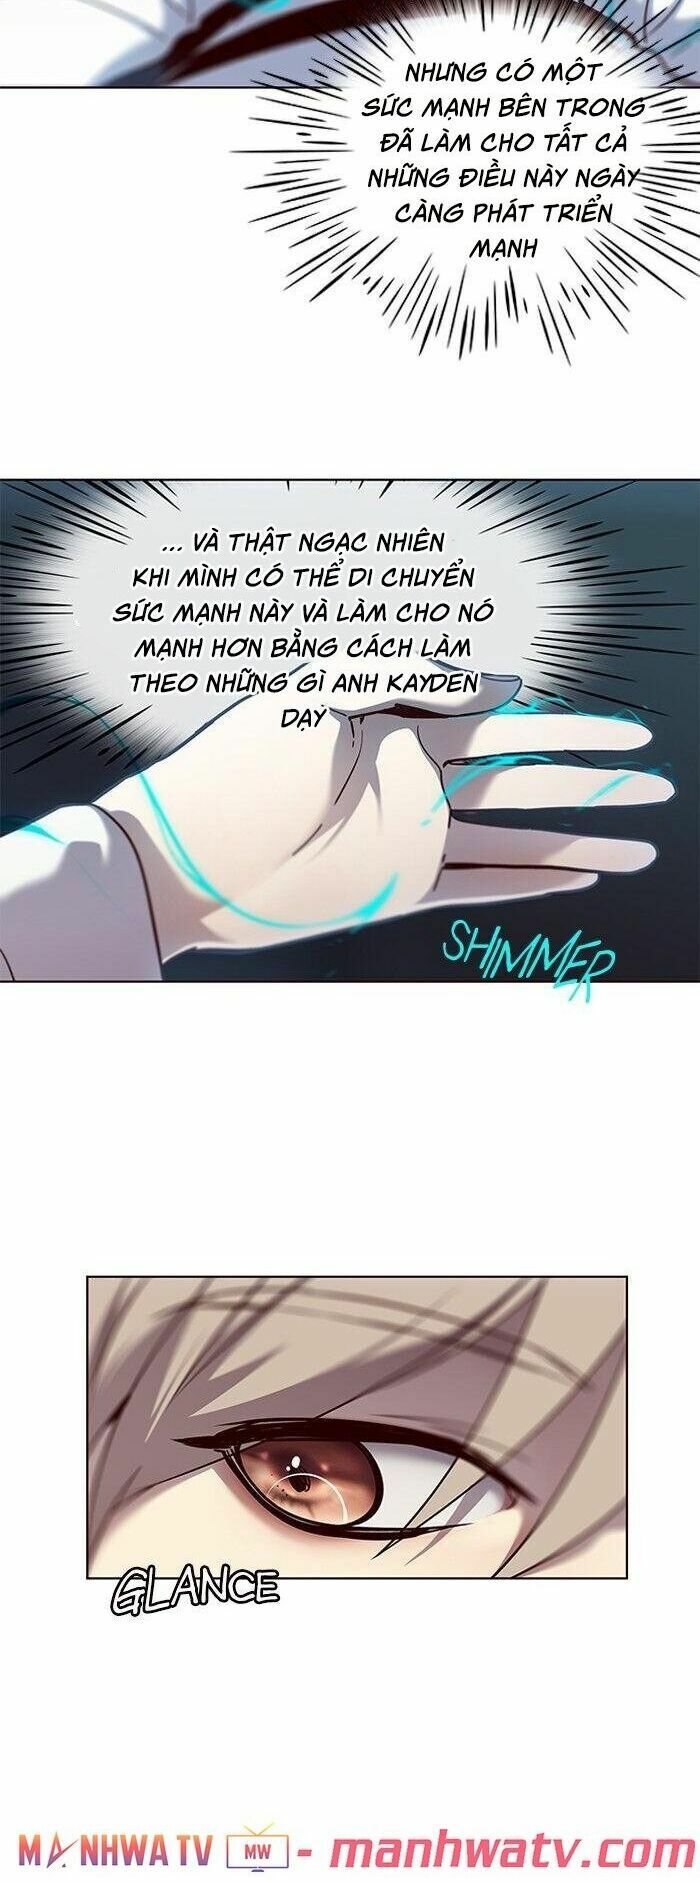 NHƯNG CÓ MỘT
SỨC MẠNH BÊN TRONG
ĐÃ LÀM CHO TẤT CẢ
NHỮNG ĐIỀU NÀY NGÀY
CÀNG PHÁT TRIỂN
MẠNH
... VÀ THẬT NGẠC NHIÊN
KHI MÌNH CÓ THỂ DI CHUYỂN
SỨC MẠNH NÀY VÀ LÀM CHO NÓ
MẠNH HƠN BẰNG CÁCH LÀM
THEO NHỮNG GÌ ANH KAYDEN
DẠY
SHIMMER
GLANCE
MANHWA TV MW - manhwatv.com